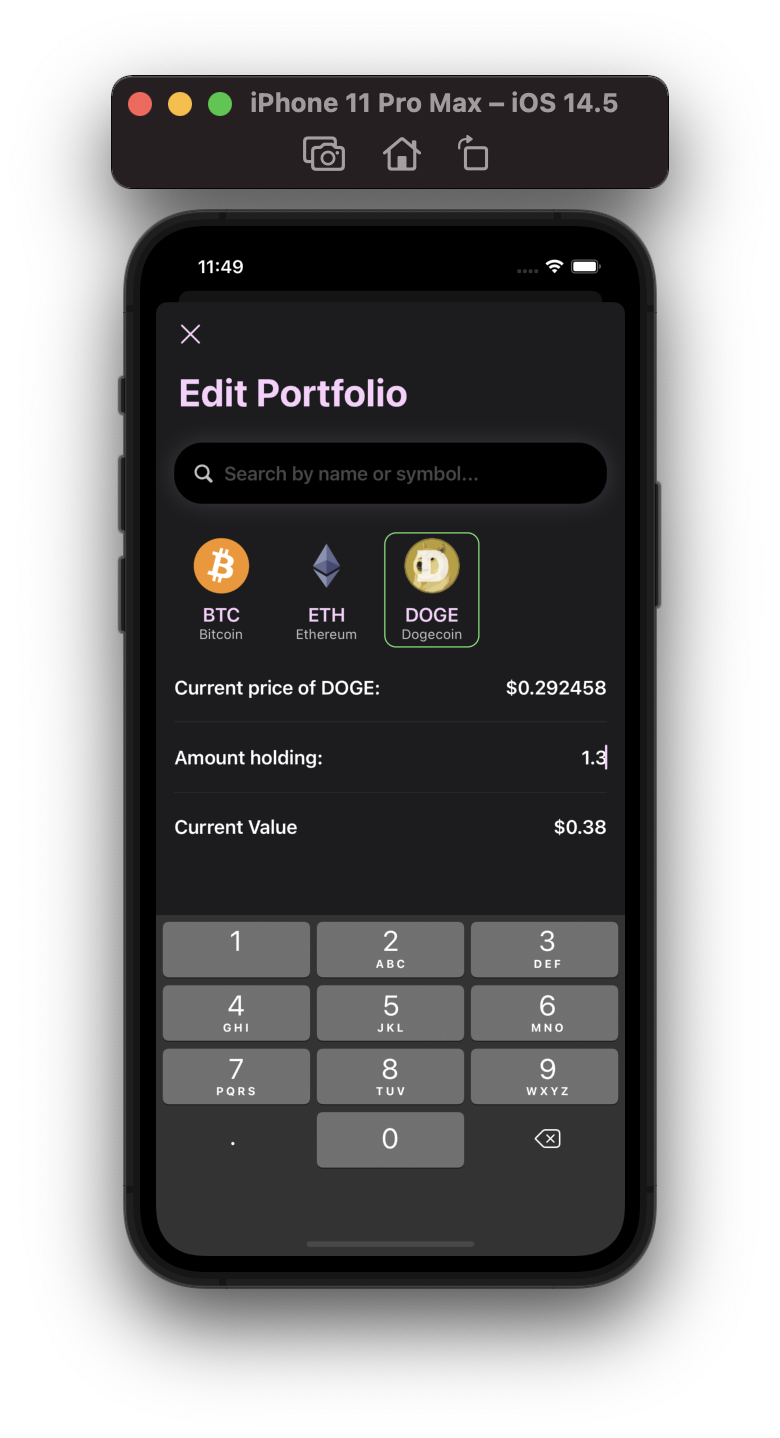 iPhone 11 Pro Max – iOS 14.5
11:49
Edit Portfolio
Search by name or symbol...
BTC
Bitcoin
ETH
Ethereum
DOGE
Dogecoin
Current price of DOGE: $0.292458
Amount holding: 1.3
Current Value $0.38
1 2 3
ABC DEF
4 5 6
GHI JKL MNO
7 8 9
PQRS TUV WXYZ
. 0